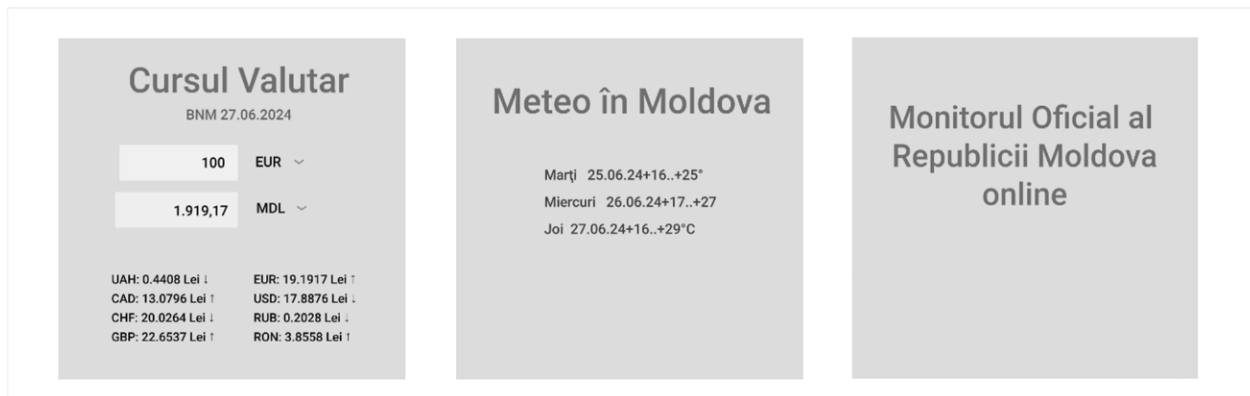 Cursul Valutar
BNM 27.06.2024
100 EUR
1.919,17 MDL
UAH: 0.4408 Lei ↓ EUR: 19.1917 Lei ↑
CAD: 13.0796 Lei ↑ USD: 17.8876 Lei ↓
CHF: 20.0264 Lei ↓ RUB: 0.2028 Lei ↓
GBP: 22.6537 Lei ↑ RON: 3.8558 Lei ↑
Meteo în Moldova
Marţi 25.06.24+16..+25°
Miercuri 26.06.24+17..+27
Joi 27.06.24+16..+29°C
Monitorul Oficial al
Republicii Moldova
online